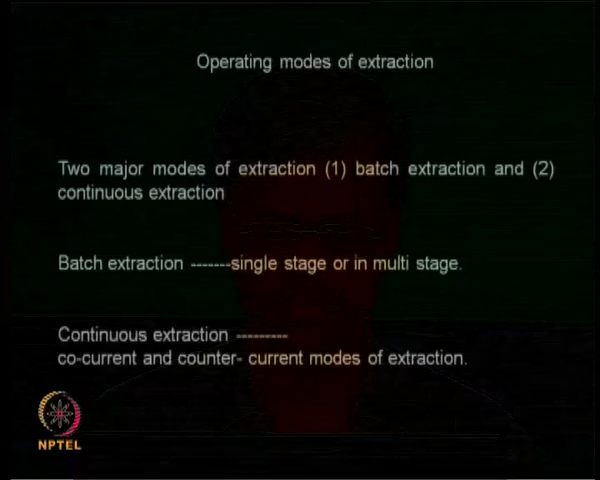 Operating modes of extraction
Two major modes of extraction (1) batch extraction and (2)
continuous extraction
Batch extraction -------single stage or in multi stage.
Continuous extraction ---------
co-current and counter- current modes of extraction.
NPTEL